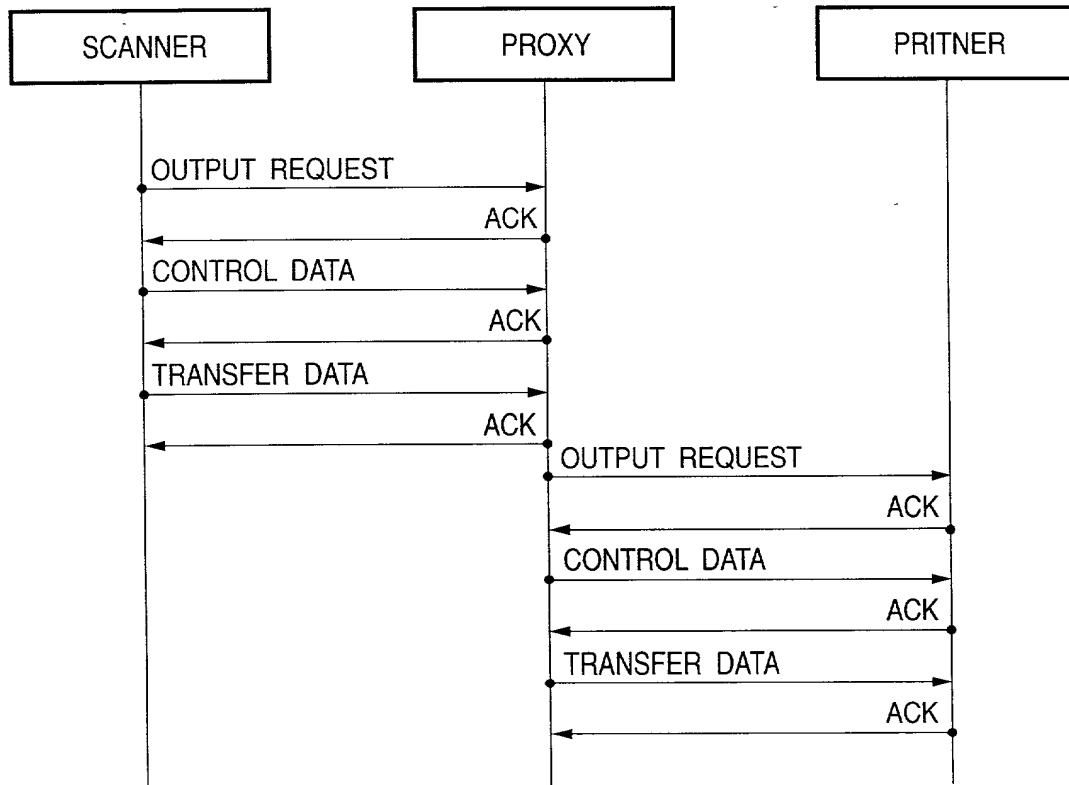 SCANNER
PROXY
PRITNER
OUTPUT REQUEST
ACK
CONTROL DATA
ACK
TRANSFER DATA
ACK
OUTPUT REQUEST
ACK
CONTROL DATA
ACK
TRANSFER DATA
ACK